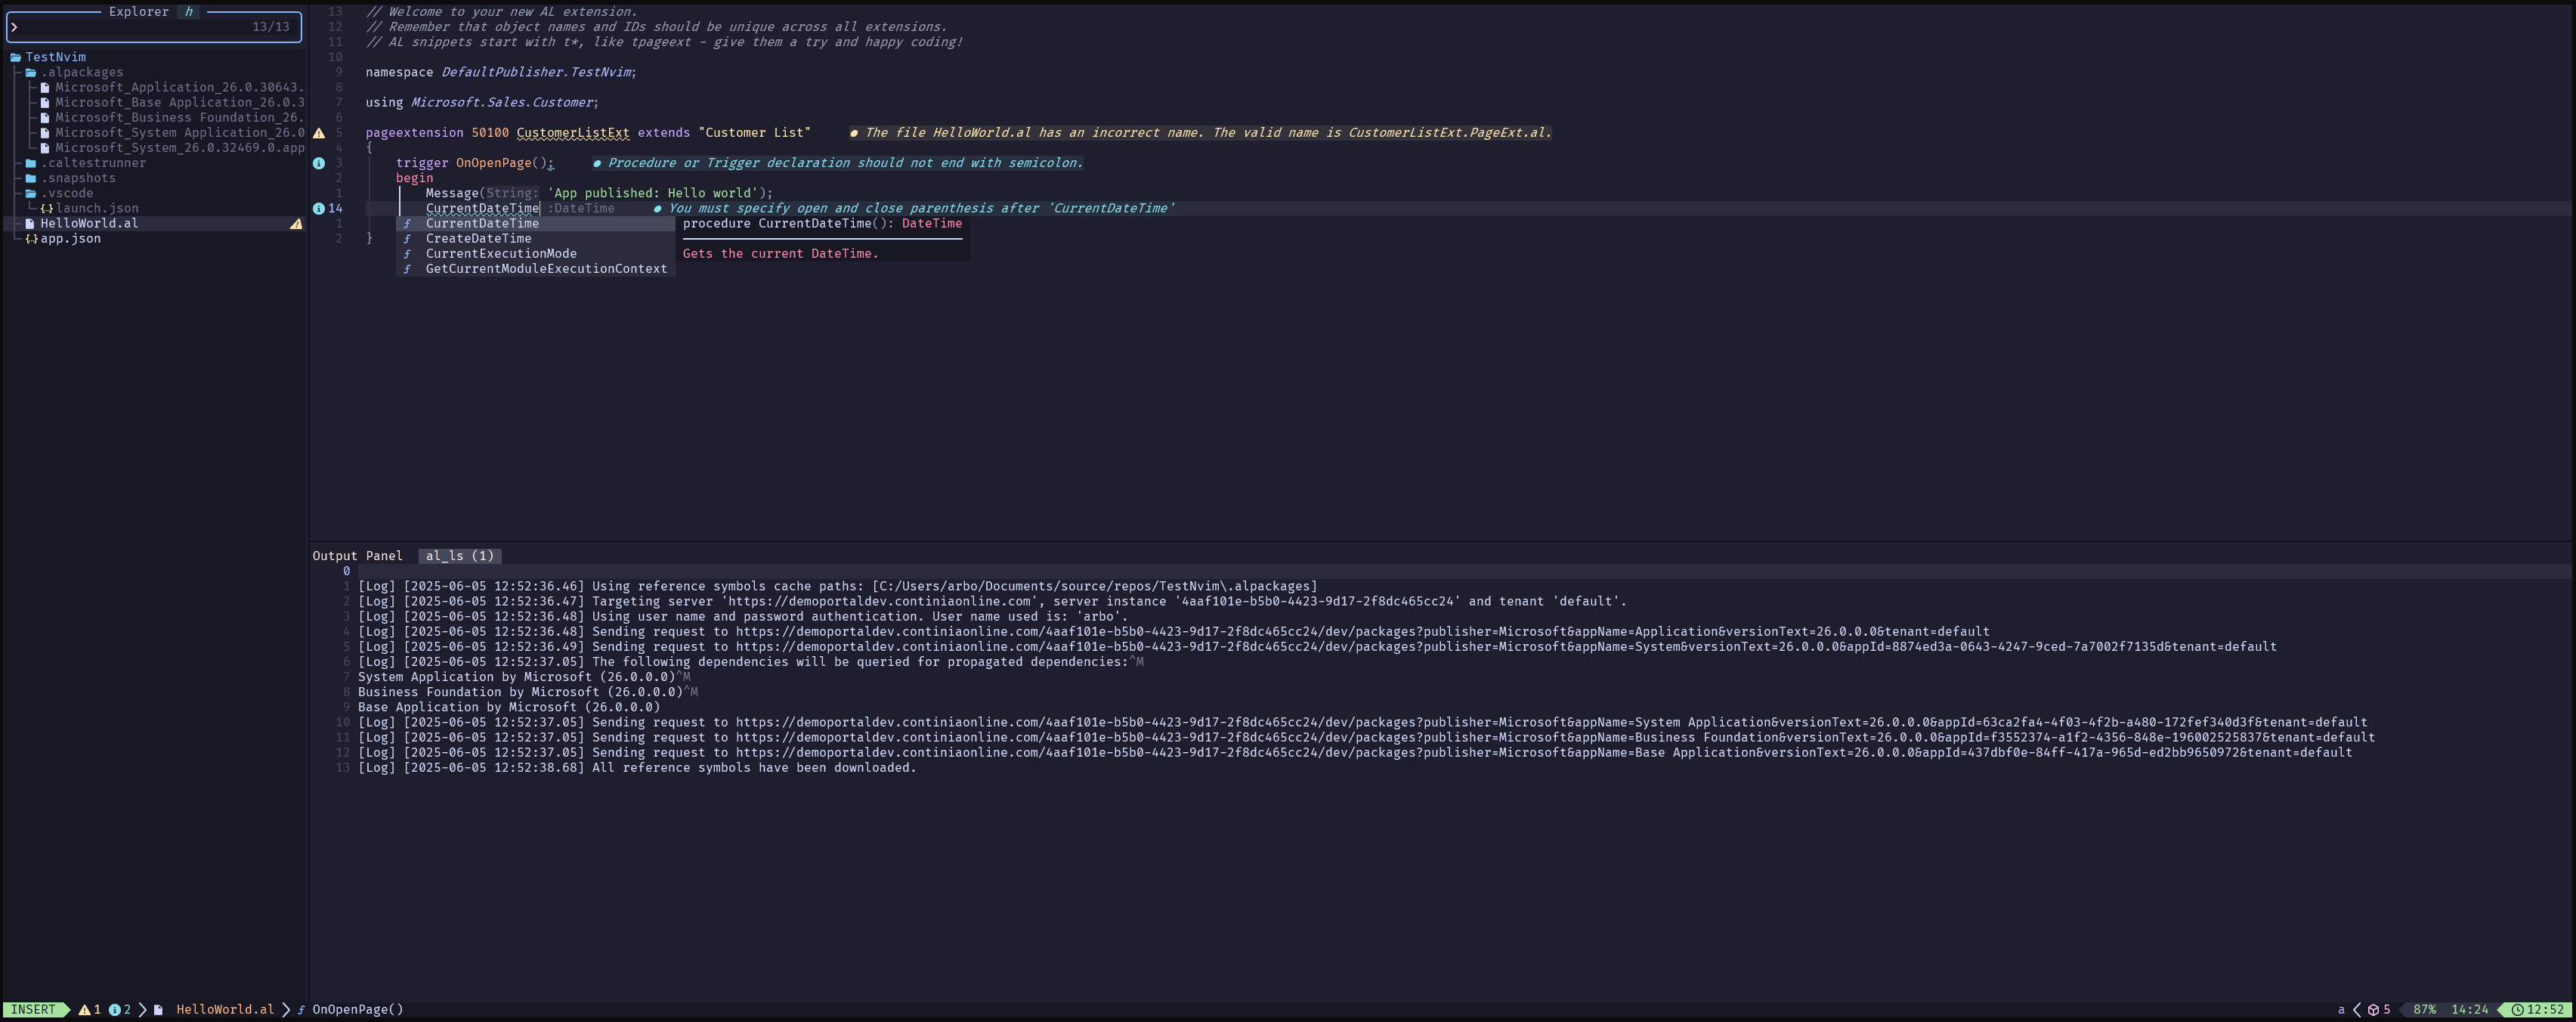 Explorer h
13/13
TestNvim
.alpackages
Microsoft_Application_26.0.30643.
Microsoft_Base Application_26.0.3
Microsoft_Business Foundation_26.
Microsoft_System Application_26.0
Microsoft_System_26.0.32469.0.app
.caltestrunner
.snapshots
.vscode
{}launch.json
HelloWorld.al
{}app.json
13 // Welcome to your new AL extension.
12 // Remember that object names and IDs should be unique across all extensions.
11 // AL snippets start with t*, like tpageext - give them a try and happy coding!
10
9 namespace DefaultPublisher.TestNvim;
8
7 using Microsoft.Sales.Customer;
6
5 pageextension 50100 CustomerListExt extends "Customer List" ● The file HelloWorld.al has an incorrect name. The valid name is CustomerListExt.PageExt.al.
4 {
3 trigger OnOpenPage(); ● Procedure or Trigger declaration should not end with semicolon.
2 begin
1 Message(String: 'App published: Hello world');
14 CurrentDateTime :DateTime ● You must specify open and close parenthesis after 'CurrentDateTime'
1 ƒ CurrentDateTime procedure CurrentDateTime(): DateTime
2 } ƒ CreateDateTime
ƒ CurrentExecutionMode Gets the current DateTime.
ƒ GetCurrentModuleExecutionContext
Output Panel al_ls (1)
0
1 [Log] [2025-06-05 12:52:36.46] Using reference symbols cache paths: [C:/Users/arbo/Documents/source/repos/TestNvim\.alpackages]
2 [Log] [2025-06-05 12:52:36.47] Targeting server 'https://demoportaldev.continiaonline.com', server instance '4aaf101e-b5b0-4423-9d17-2f8dc465cc24' and tenant 'default'.
3 [Log] [2025-06-05 12:52:36.48] Using user name and password authentication. User name used is: 'arbo'.
4 [Log] [2025-06-05 12:52:36.48] Sending request to https://demoportaldev.continiaonline.com/4aaf101e-b5b0-4423-9d17-2f8dc465cc24/dev/packages?publisher=Microsoft&appName=Application&versionText=26.0.0.0&tenant=default
5 [Log] [2025-06-05 12:52:36.49] Sending request to https://demoportaldev.continiaonline.com/4aaf101e-b5b0-4423-9d17-2f8dc465cc24/dev/packages?publisher=Microsoft&appName=System&versionText=26.0.0.0&appId=8874ed3a-0643-4247-9ced-7a7002f7135d&tenant=default
6 [Log] [2025-06-05 12:52:37.05] The following dependencies will be queried for propagated dependencies:^M
7 System Application by Microsoft (26.0.0.0)^M
8 Business Foundation by Microsoft (26.0.0.0)^M
9 Base Application by Microsoft (26.0.0.0)
10 [Log] [2025-06-05 12:52:37.05] Sending request to https://demoportaldev.continiaonline.com/4aaf101e-b5b0-4423-9d17-2f8dc465cc24/dev/packages?publisher=Microsoft&appName=System Application&versionText=26.0.0.0&appId=63ca2fa4-4f03-4f2b-a480-172fef340d3f&tenant=default
11 [Log] [2025-06-05 12:52:37.05] Sending request to https://demoportaldev.continiaonline.com/4aaf101e-b5b0-4423-9d17-2f8dc465cc24/dev/packages?publisher=Microsoft&appName=Business Foundation&versionText=26.0.0.0&appId=f3552374-a1f2-4356-848e-196002525837&tenant=default
12 [Log] [2025-06-05 12:52:37.05] Sending request to https://demoportaldev.continiaonline.com/4aaf101e-b5b0-4423-9d17-2f8dc465cc24/dev/packages?publisher=Microsoft&appName=Base Application&versionText=26.0.0.0&appId=437dbf0e-84ff-417a-965d-ed2bb9650972&tenant=default
13 [Log] [2025-06-05 12:52:38.68] All reference symbols have been downloaded.
INSERT 1 2 HelloWorld.al ƒ OnOpenPage() a 5 87% 14:24 12:52